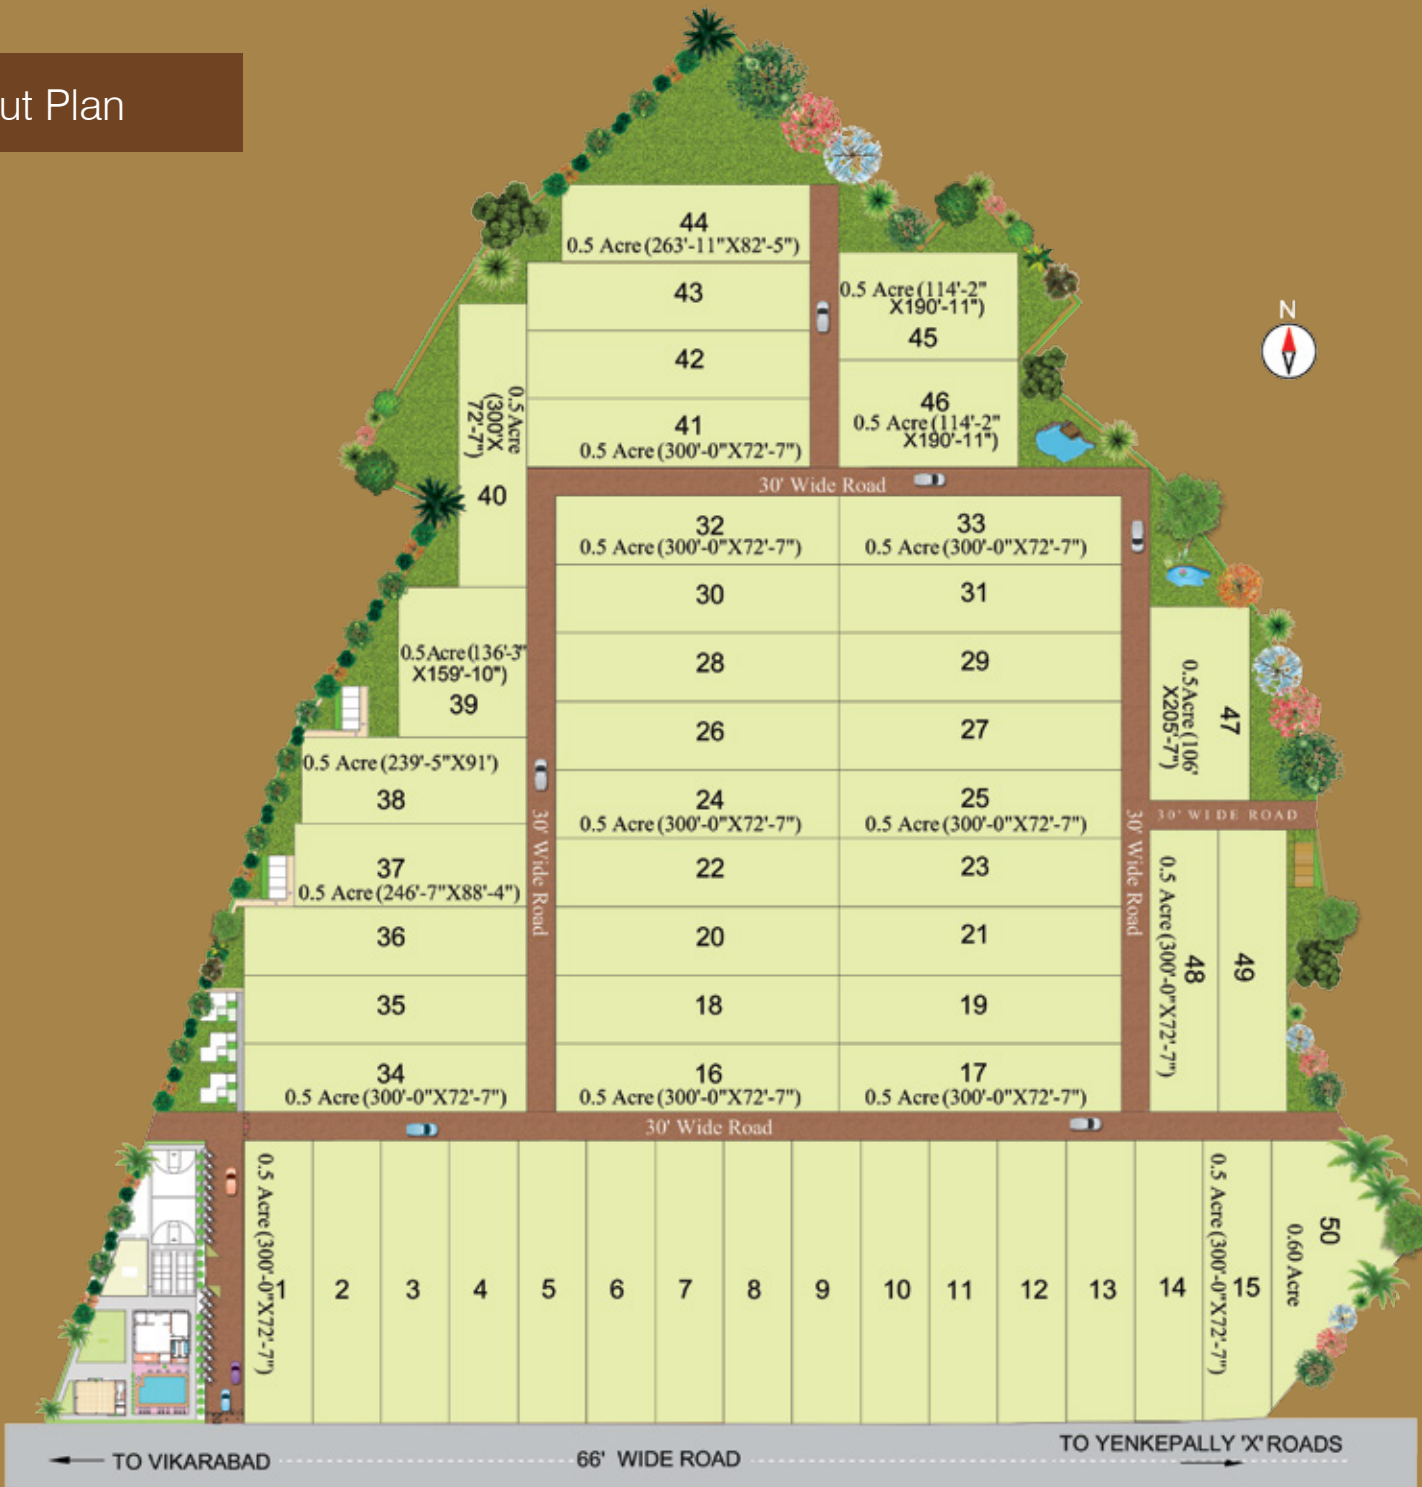 ut Plan
N
44
0.5 Acre (263'-11"X82'-5")
43
42
41
0.5 Acre (300'-0"X72'-7")
0.5 Acre (114'-2"
X190'-11")
45
46
0.5 Acre (114'-2"
X190'-11")
0.5 Acre
(300'X
72'-7")
40
30' Wide Road
32
0.5 Acre (300'-0"X72'-7")
33
0.5 Acre (300'-0"X72'-7")
30
31
28
29
26
27
24
0.5 Acre (300'-0"X72'-7")
25
0.5 Acre (300'-0"X72'-7")
22
23
20
21
18
19
16
0.5 Acre (300'-0"X72'-7")
17
0.5 Acre (300'-0"X72'-7")
0.5Acre (136'-3"
X159'-10")
39
0.5 Acre (239'-5"X91')
38
37
0.5 Acre (246'-7"X88'-4")
36
35
34
0.5 Acre (300'-0"X72'-7")
30' Wide Road
30' Wide Road
47
0.5Acre (106'
X205'-7")
30' WIDE ROAD
48
0.5 Acre (300'-0"X72'-7")
49
30' Wide Road
0.5 Acre (300'-0"X72'-7")
1
2
3
4
5
6
7
8
9
10
11
12
13
14
15
0.5 Acre (300'-0"X72'-7")
50
0.60 Acre
TO VIKARABAD
66' WIDE ROAD
TO YENKEPALLY 'X' ROADS